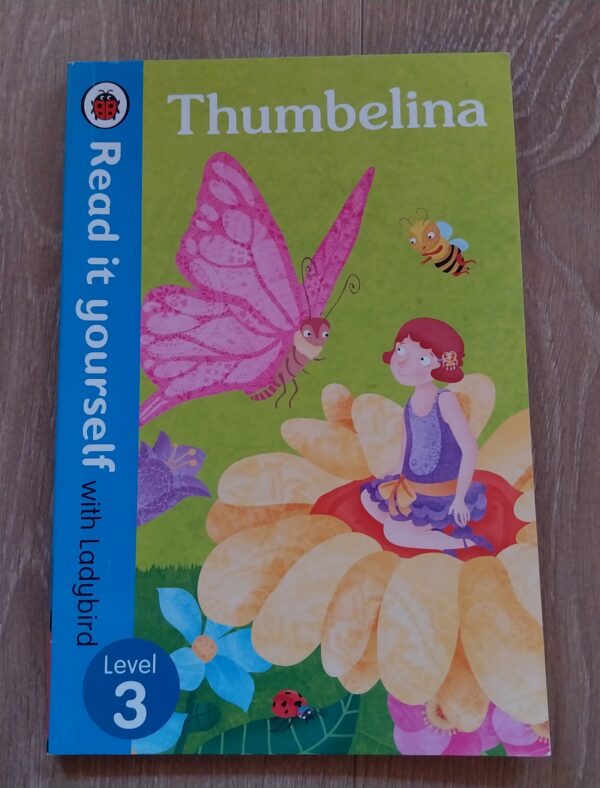 Thumbelina
Read it yourself with Ladybird
Level
3